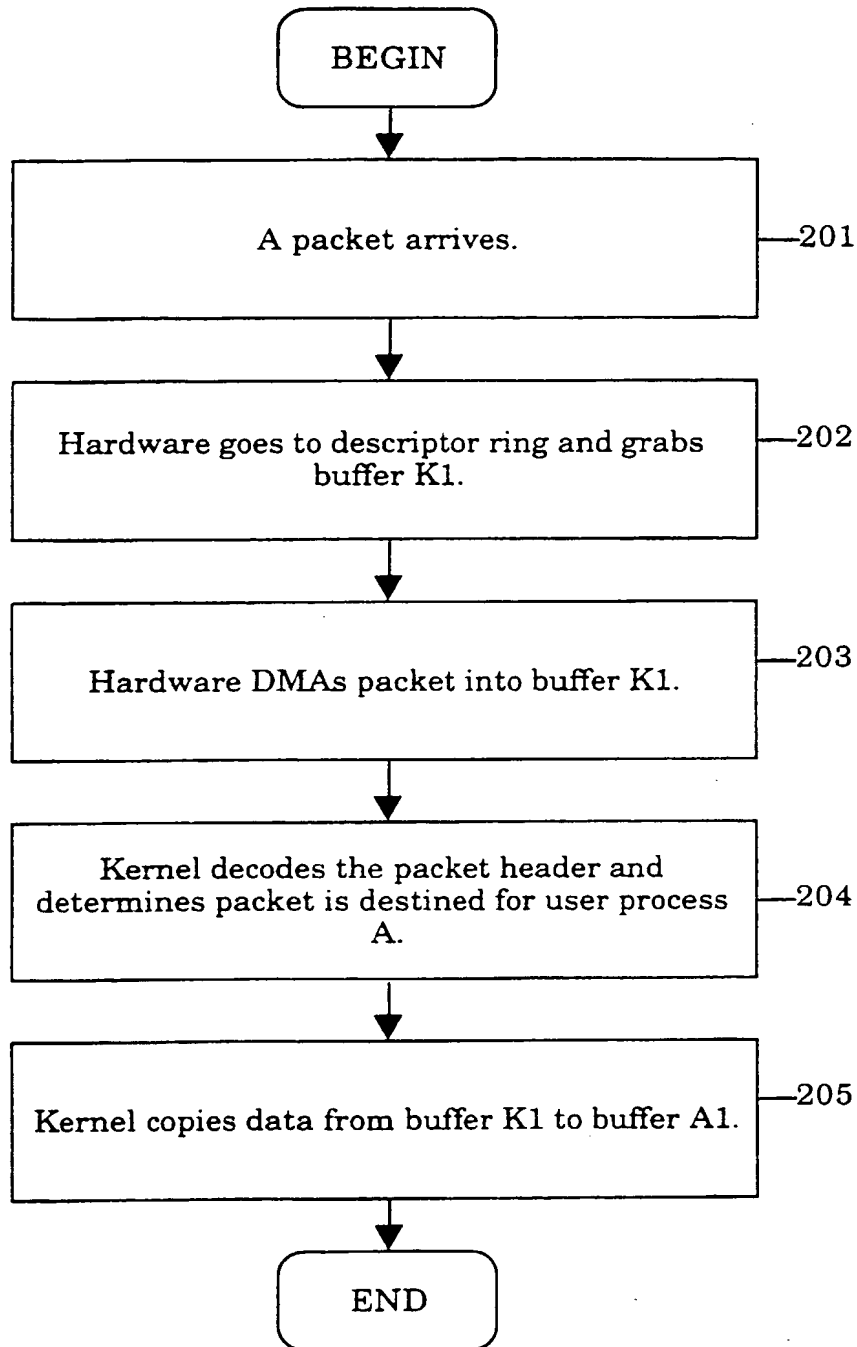 BEGIN
A packet arrives.
201
Hardware goes to descriptor ring and grabs
buffer K1.
202
Hardware DMAs packet into buffer K1.
203
Kernel decodes the packet header and
determines packet is destined for user process
A.
204
Kernel copies data from buffer K1 to buffer A1.
205
END